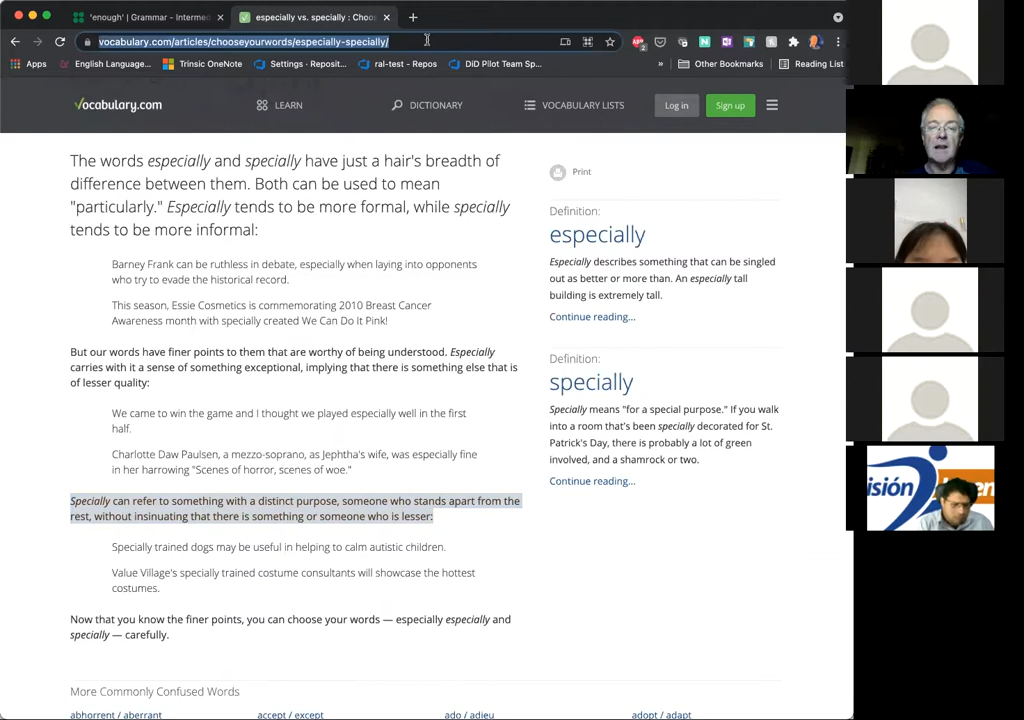 'enough' | Grammar - Intermed
especially vs. specially : Choos
vocabulary.com/articles/chooseyourwords/especially-specially/
Apps
English Language...
Trinsic OneNote
Settings · Reposit...
ral-test - Repos
DiD Pilot Team Sp...
»
Other Bookmarks
Reading List
Vocabulary.com
LEARN
DICTIONARY
VOCABULARY LISTS
Log in
Sign up
The words especially and specially have just a hair's breadth of
difference between them. Both can be used to mean
"particularly." Especially tends to be more formal, while specially
tends to be more informal:
Barney Frank can be ruthless in debate, especially when laying into opponents
who try to evade the historical record.
This season, Essie Cosmetics is commemorating 2010 Breast Cancer
Awareness month with specially created We Can Do It Pink!
But our words have finer points to them that are worthy of being understood. Especially
carries with it a sense of something exceptional, implying that there is something else that is
of lesser quality:
We came to win the game and I thought we played especially well in the first
half.
Charlotte Daw Paulsen, a mezzo-soprano, as Jephtha's wife, was especially fine
in her harrowing "Scenes of horror, scenes of woe."
Specially can refer to something with a distinct purpose, someone who stands apart from the
rest, without insinuating that there is something or someone who is lesser:
Specially trained dogs may be useful in helping to calm autistic children.
Value Village's specially trained costume consultants will showcase the hottest
costumes.
Now that you know the finer points, you can choose your words — especially especially and
specially — carefully.
Print
Definition:
especially
Especially describes something that can be singled
out as better or more than. An especially tall
building is extremely tall.
Continue reading...
Definition:
specially
Specially means "for a special purpose." If you walk
into a room that's been specially decorated for St.
Patrick's Day, there is probably a lot of green
involved, and a shamrock or two.
Continue reading...
More Commonly Confused Words
abhorrent / aberrant
accept / except
ado / adieu
adopt / adapt
isión